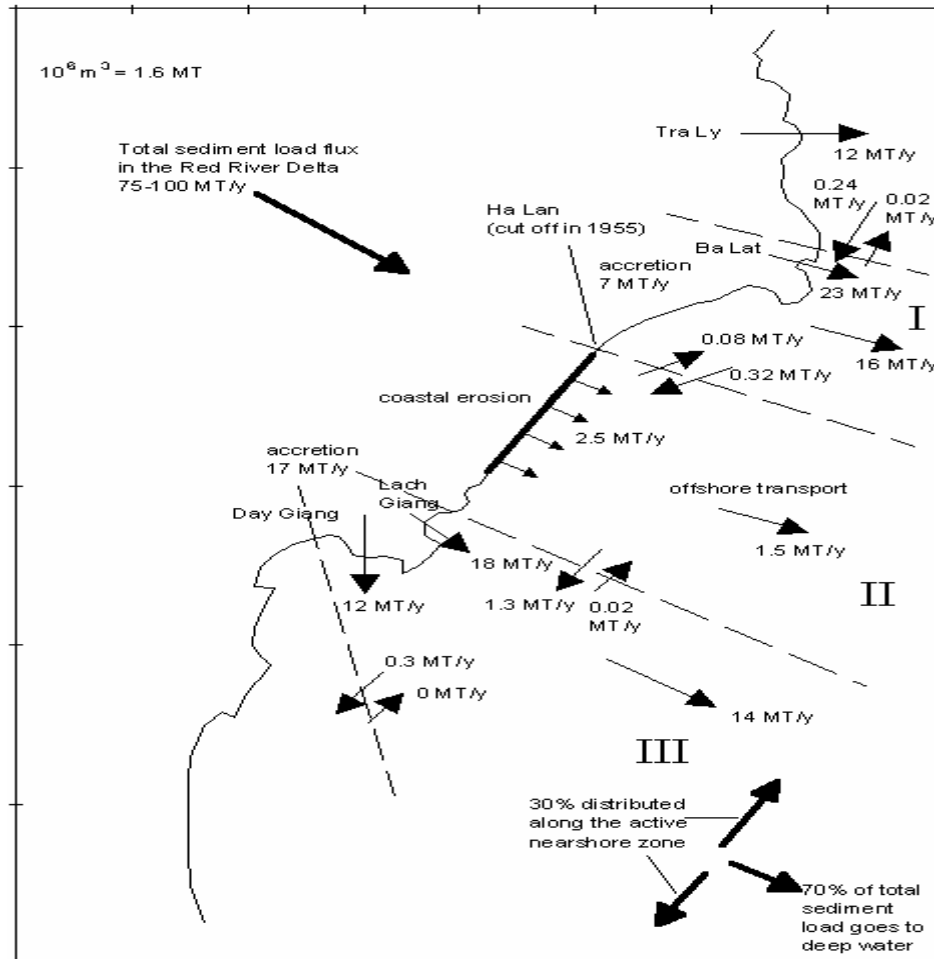 10⁶ m³ = 1.6 MT
Tra Ly
12 MT/y
Total sediment load flux
in the Red River Delta
75-100 MT/y
0.24
MT/y
0.02
MT/y
Ha Lan
(cut off in 1955)
Ba Lat
accretion
7 MT/y
23 MT/y
I
0.08 MT/y
16 MT/y
0.32 MT/y
coastal erosion
2.5 MT/y
accretion
17 MT/y
Lach
Giang
Day Giang
offshore transport
1.5 MT/y
18 MT/y
II
12 MT/y
1.3 MT/y
0.02
MT/y
0.3 MT/y
0 MT/y
14 MT/y
III
30% distributed
along the active
nearshore zone
70% of total
sediment
load goes to
deep water